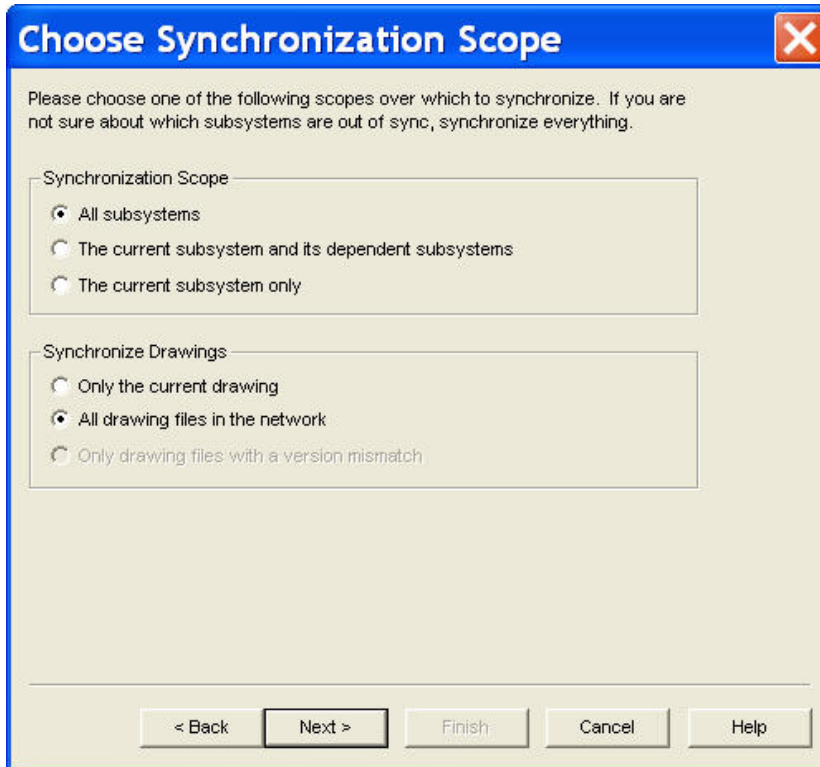 Choose Synchronization Scope
Please choose one of the following scopes over which to synchronize. If you are
not sure about which subsystems are out of sync, synchronize everything.
Synchronization Scope
All subsystems
The current subsystem and its dependent subsystems
The current subsystem only
Synchronize Drawings
Only the current drawing
All drawing files in the network
Only drawing files with a version mismatch
< Back Next > Finish Cancel Help